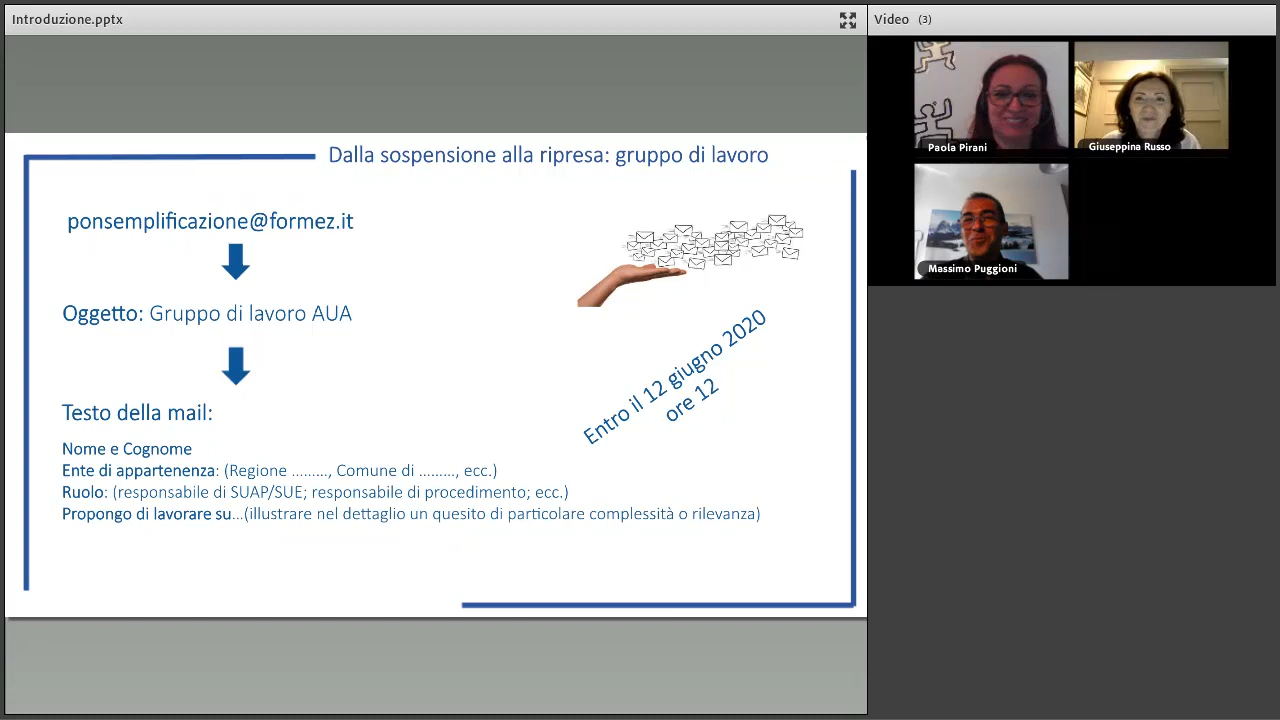 Introduzione.pptx
Video (3)
Paola Pirani
Giuseppina Russo
Massimo Puggioni
Dalla sospensione alla ripresa: gruppo di lavoro
ponsemplificazione@formez.it
Oggetto: Gruppo di lavoro AUA
Entro il 12 giugno 2020
ore 12
Testo della mail:
Nome e Cognome
Ente di appartenenza: (Regione ………, Comune di ………, ecc.)
Ruolo: (responsabile di SUAP/SUE; responsabile di procedimento; ecc.)
Propongo di lavorare su…(illustrare nel dettaglio un quesito di particolare complessità o rilevanza)